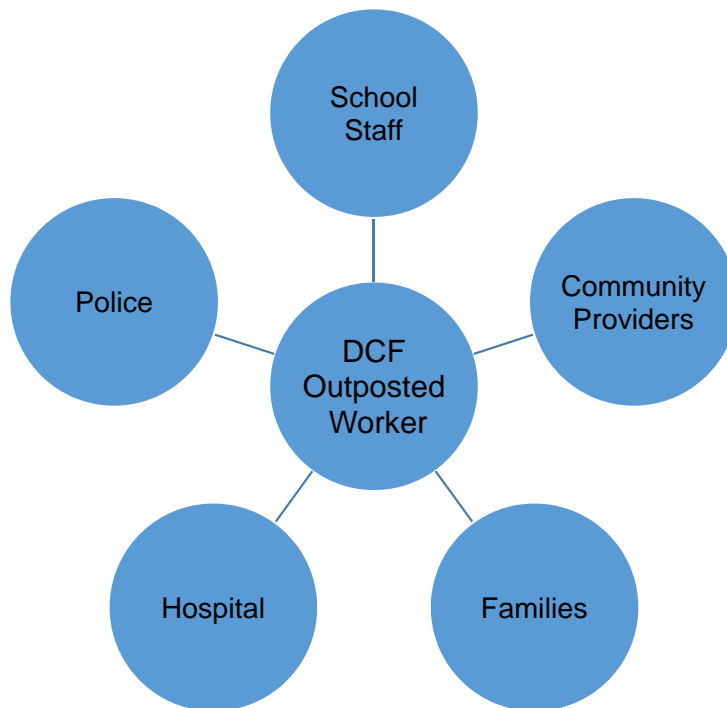 School
Staff
Police
Community
Providers
DCF
Outposted
Worker
Hospital
Families